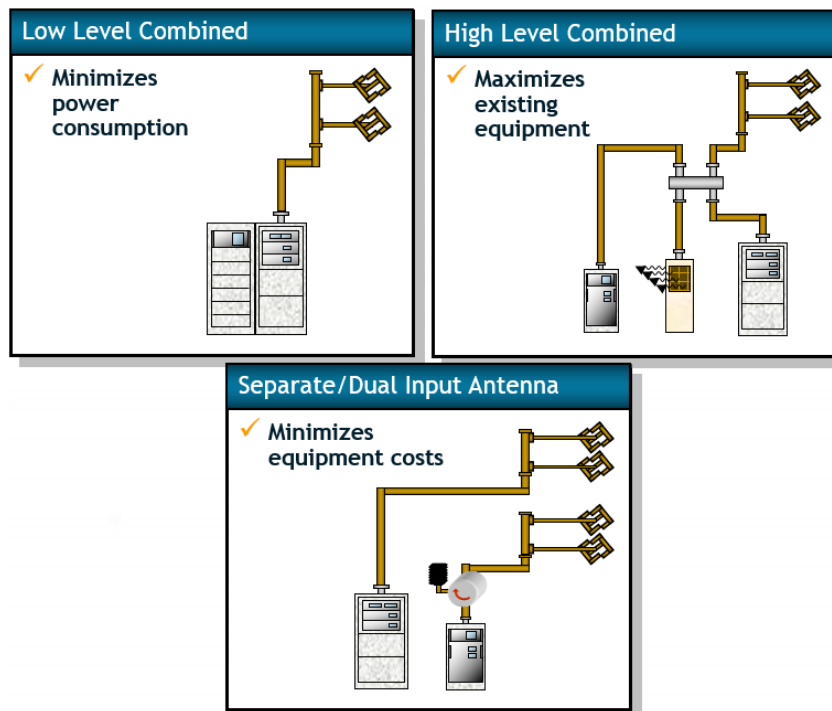 Low Level Combined
✓ Minimizes
power
consumption
High Level Combined
✓ Maximizes
existing
equipment
Separate/Dual Input Antenna
✓ Minimizes
equipment costs